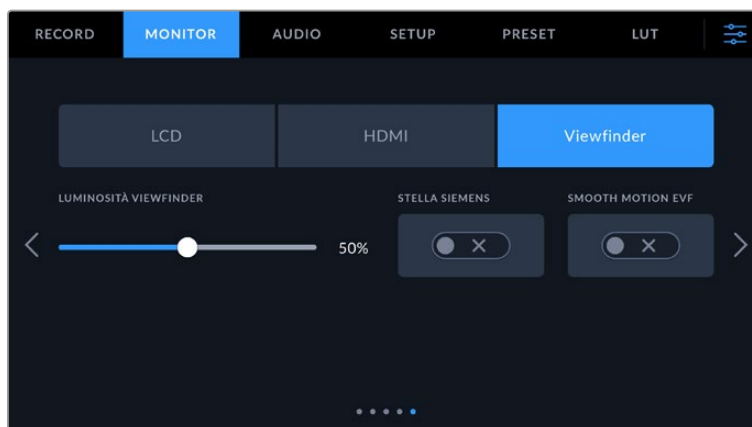 RECORD MONITOR AUDIO SETUP PRESET LUT
LCD HDMI Viewfinder
LUMINOSITÀ VIEWFINDER STELLA SIEMENS SMOOTH MOTION EVF
50%